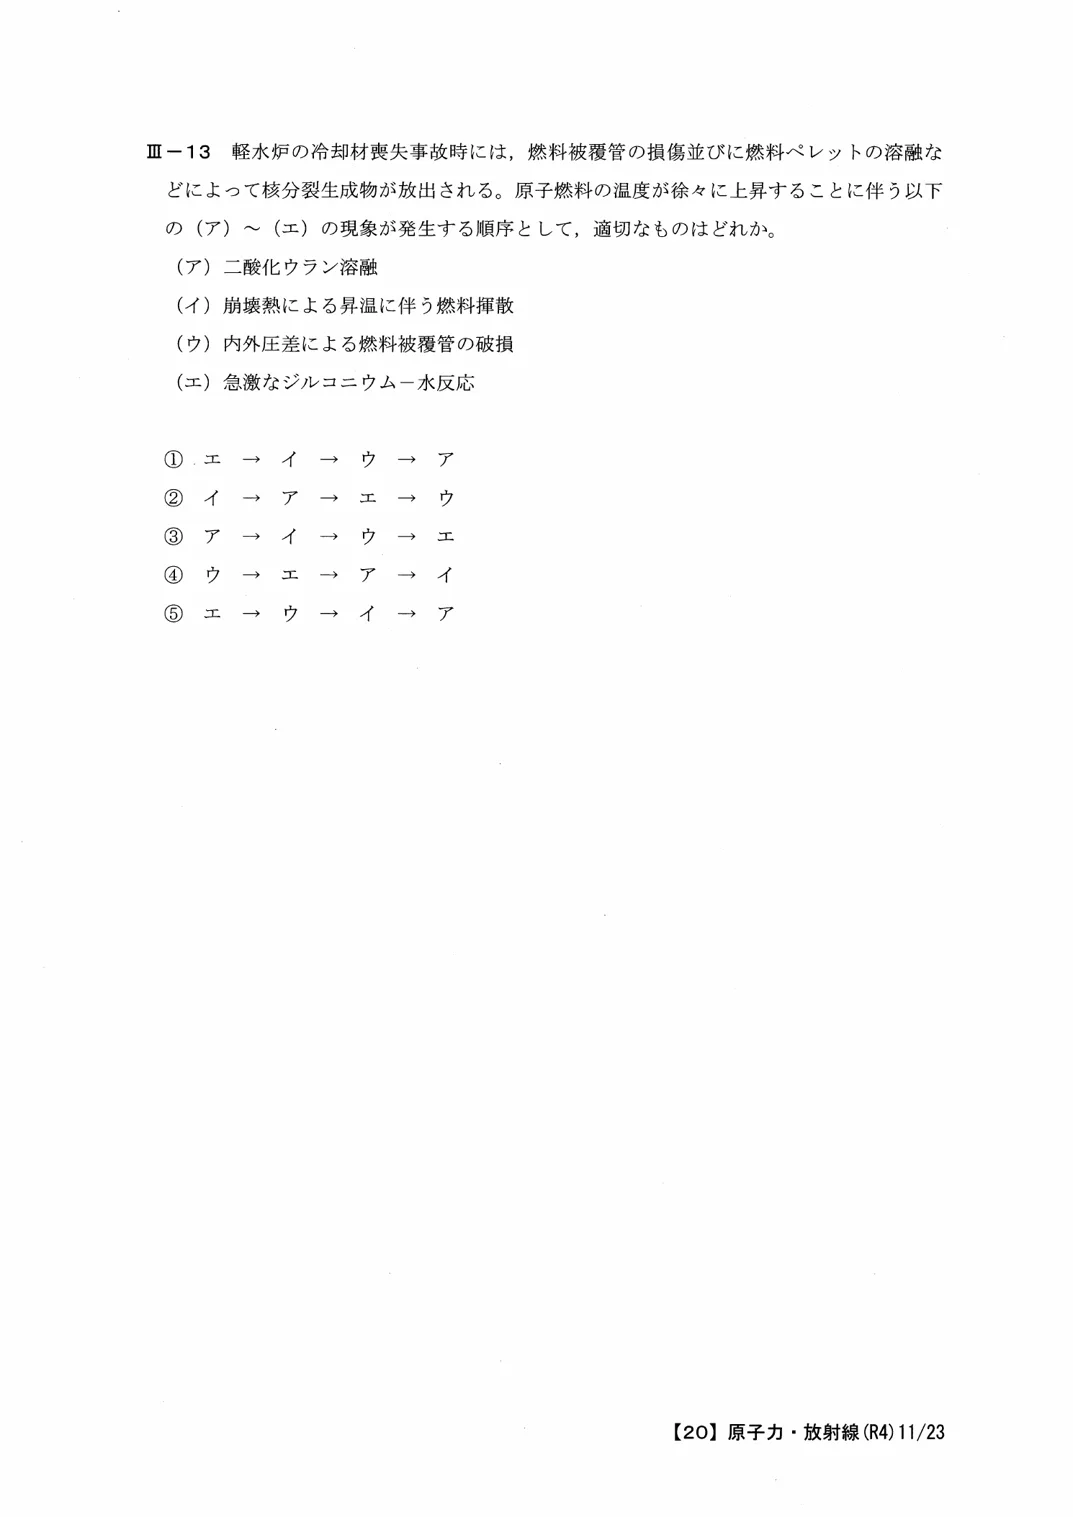 Ⅲ－13　軽水炉の冷却材喪失事故時には，燃料被覆管の損傷並びに燃料ペレットの溶融な
どによって核分裂生成物が放出される。原子燃料の温度が徐々に上昇することに伴う以下
の（ア）～（エ）の現象が発生する順序として，適切なものはどれか。
（ア）二酸化ウラン溶融
（イ）崩壊熱による昇温に伴う燃料揮散
（ウ）内外圧差による燃料被覆管の破損
（エ）急激なジルコニウム－水反応
①　エ　→　イ　→　ウ　→　ア
②　イ　→　ア　→　エ　→　ウ
③　ア　→　イ　→　ウ　→　エ
④　ウ　→　エ　→　ア　→　イ
⑤　エ　→　ウ　→　イ　→　ア
【20】原子力・放射線(R4)11/23